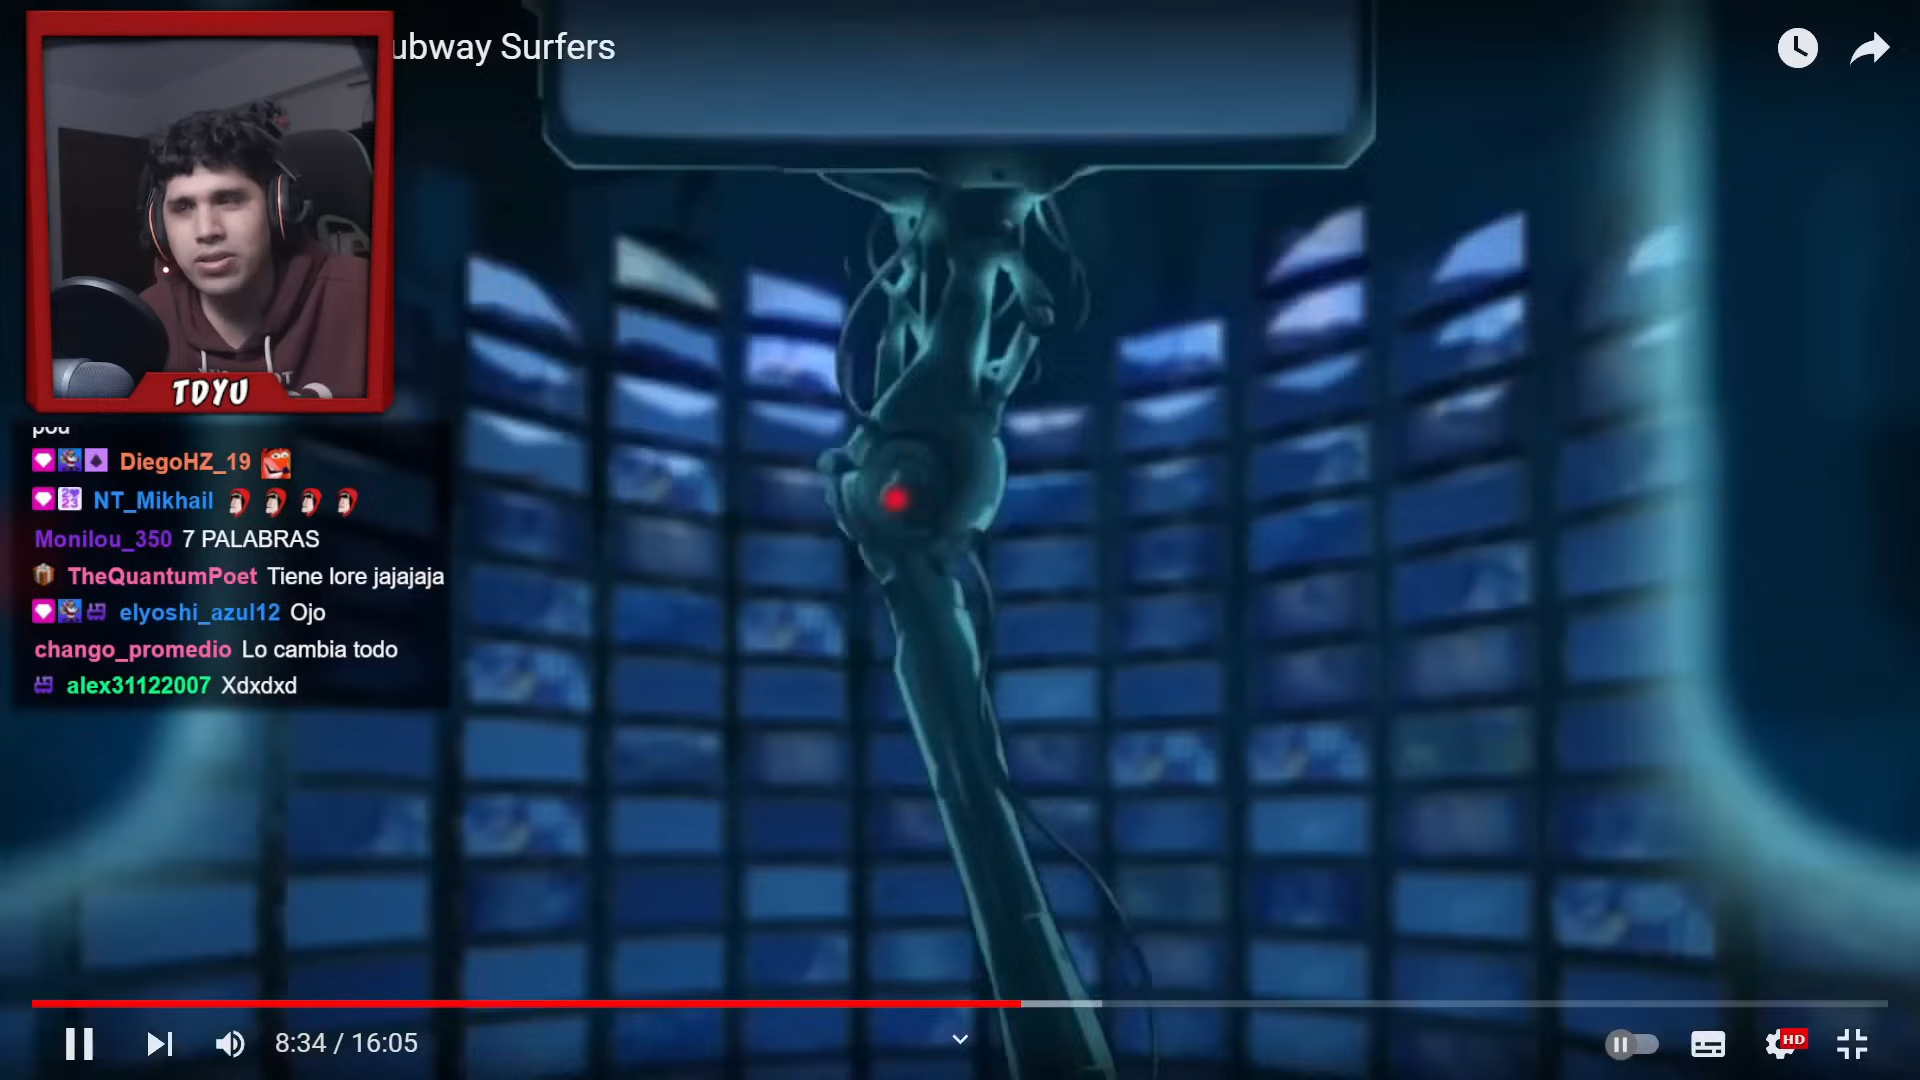 ubway Surfers
TDYU
pou
DiegoHZ_19
NT_Mikhail
Monilou_350 7 PALABRAS
TheQuantumPoet Tiene lore jajajaja
elyoshi_azul12 Ojo
chango_promedio Lo cambia todo
alex31122007 Xdxdxd
8:34 / 16:05
HD